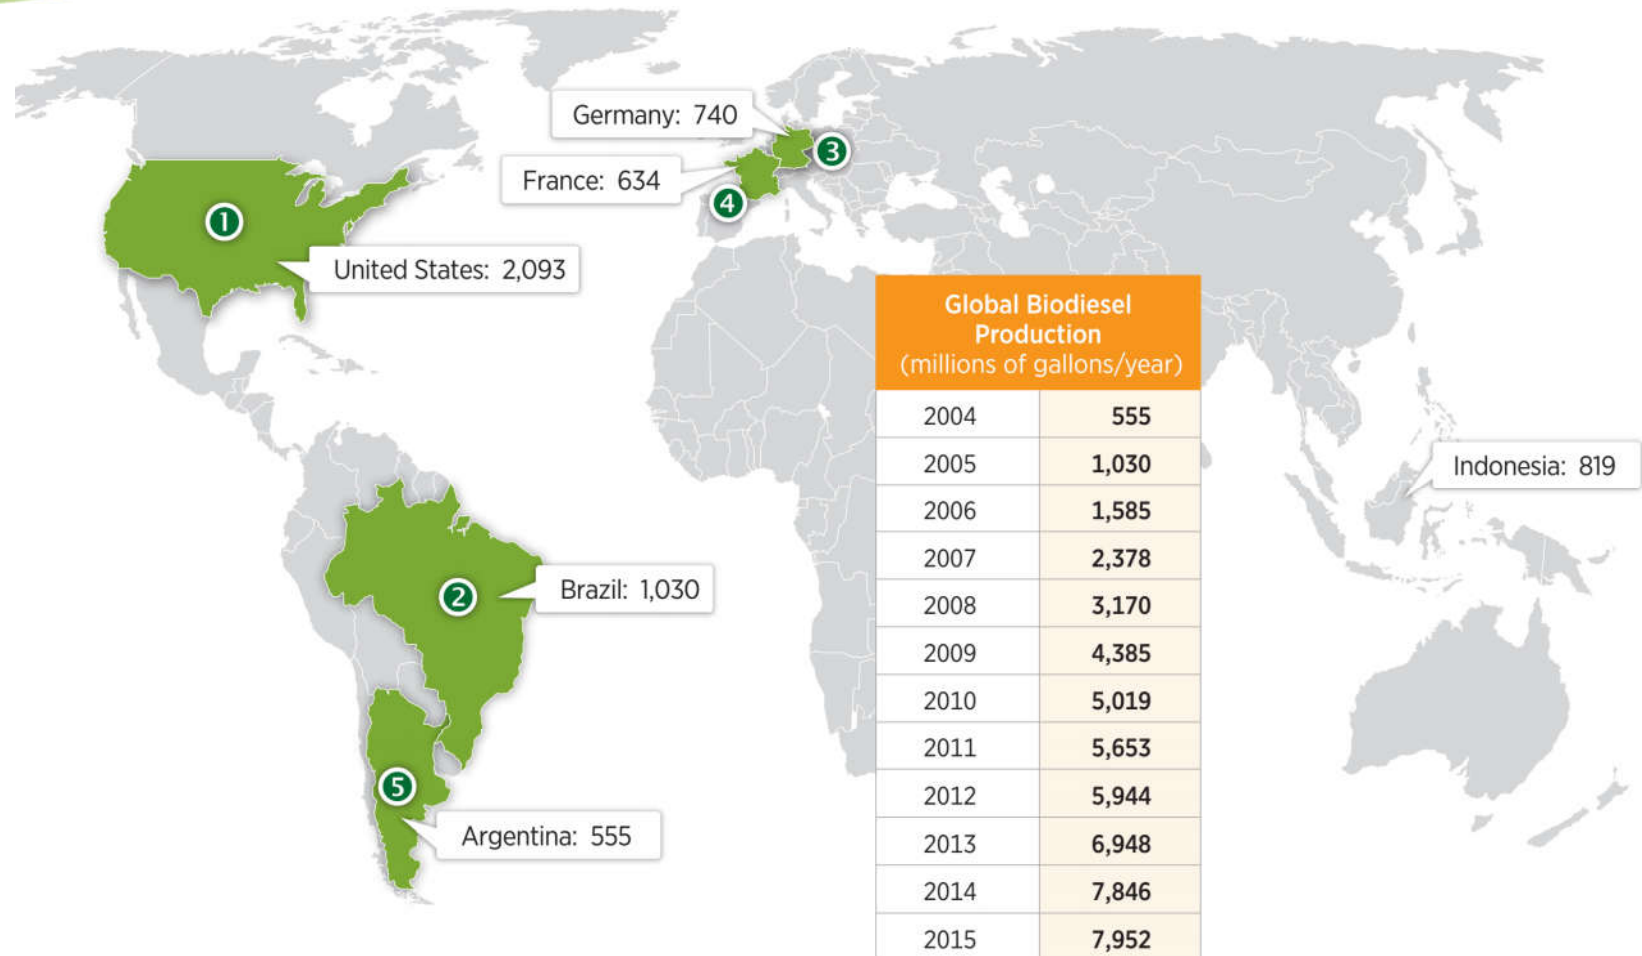 Germany: 740
3
France: 634
4
1
United States: 2,093
Global Biodiesel
Production
(millions of gallons/year)
2004 555
2005 1,030
2006 1,585
2007 2,378
2008 3,170
2009 4,385
2010 5,019
2011 5,653
2012 5,944
2013 6,948
2014 7,846
2015 7,952
Indonesia: 819
2
Brazil: 1,030
5
Argentina: 555